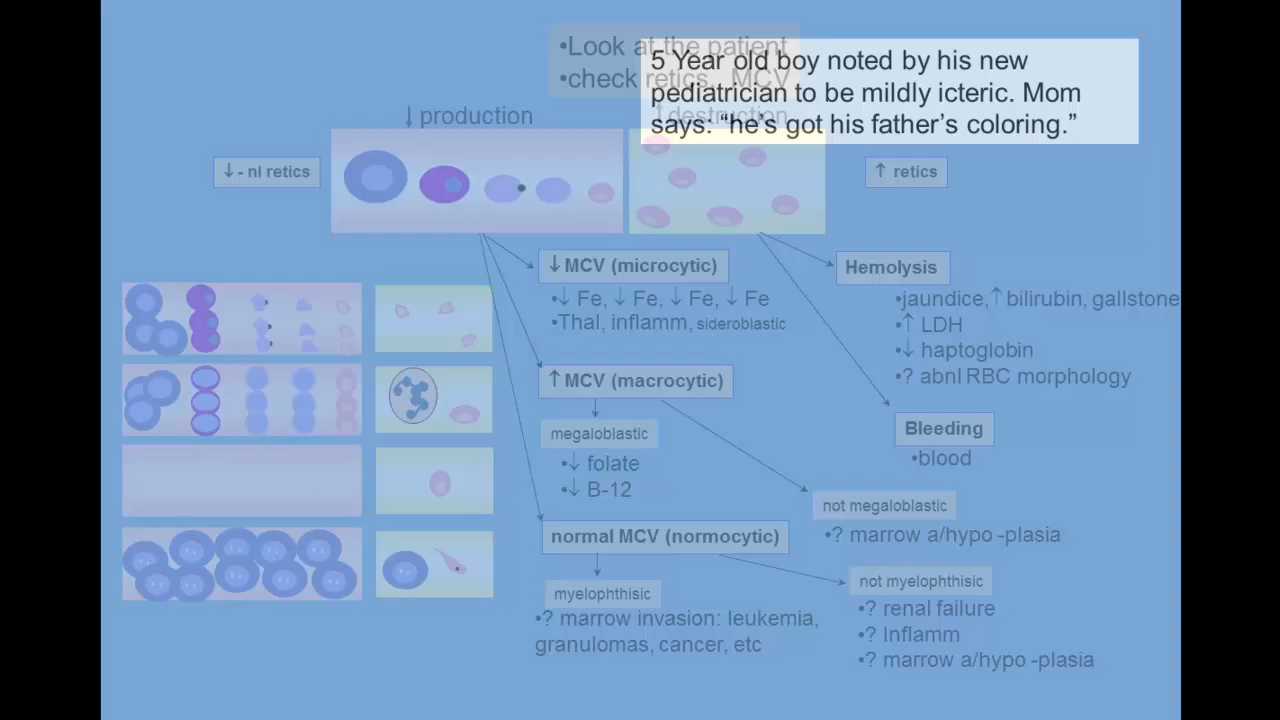 •Look at the patient
•check retics, MCV
5 Year old boy noted by his new
pediatrician to be mildly icteric. Mom
says: “he’s got his father’s coloring.”
↓ production
↑ destruction
↓ - nl retics
↑ retics
↓ MCV (microcytic)
•↓ Fe, ↓ Fe, ↓ Fe, ↓ Fe
•Thal, inflamm, sideroblastic
Hemolysis
•jaundice,↑ bilirubin, gallstone
•↑ LDH
•↓ haptoglobin
•? abnl RBC morphology
↑ MCV (macrocytic)
megaloblastic
•↓ folate
•↓ B-12
Bleeding
•blood
not megaloblastic
•? marrow a/hypo -plasia
normal MCV (normocytic)
myelophthisic
•? marrow invasion: leukemia,
granulomas, cancer, etc
not myelophthisic
•? renal failure
•? Inflamm
•? marrow a/hypo -plasia